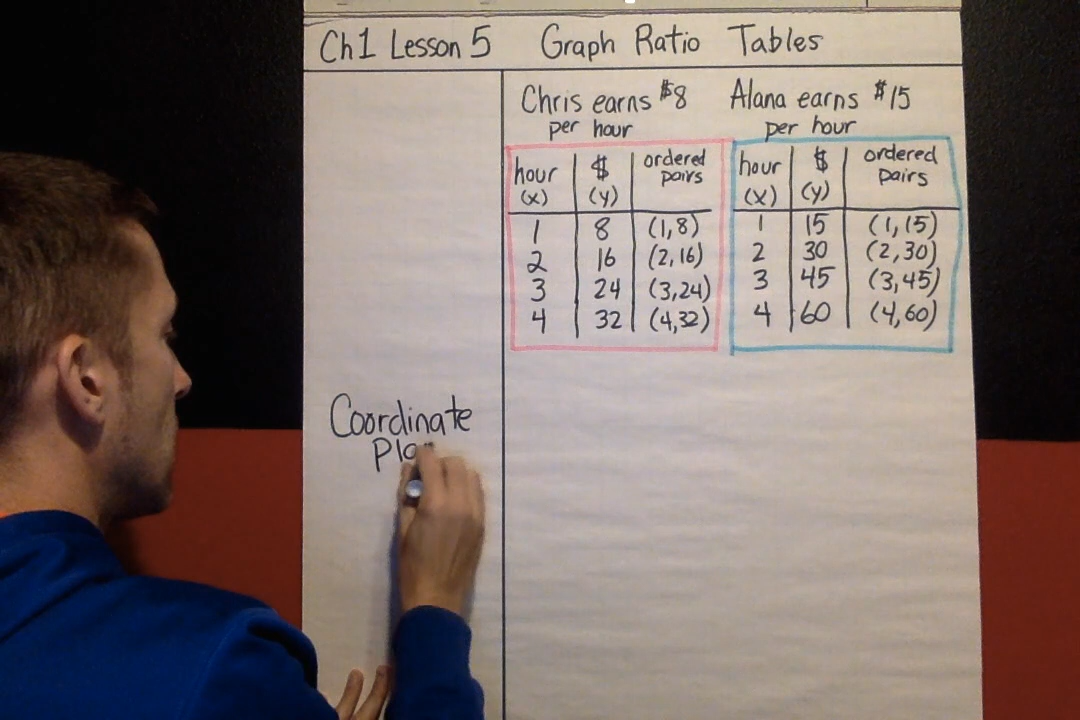 Ch1 Lesson 5 Graph Ratio Tables
Chris earns $8 per hour
Alana earns $15 per hour
hour (x) $ (y) ordered pairs
1 8 (1,8)
2 16 (2,16)
3 24 (3,24)
4 32 (4,32)
hour (x) $ (y) ordered pairs
1 15 (1,15)
2 30 (2,30)
3 45 (3,45)
4 60 (4,60)
Coordinate